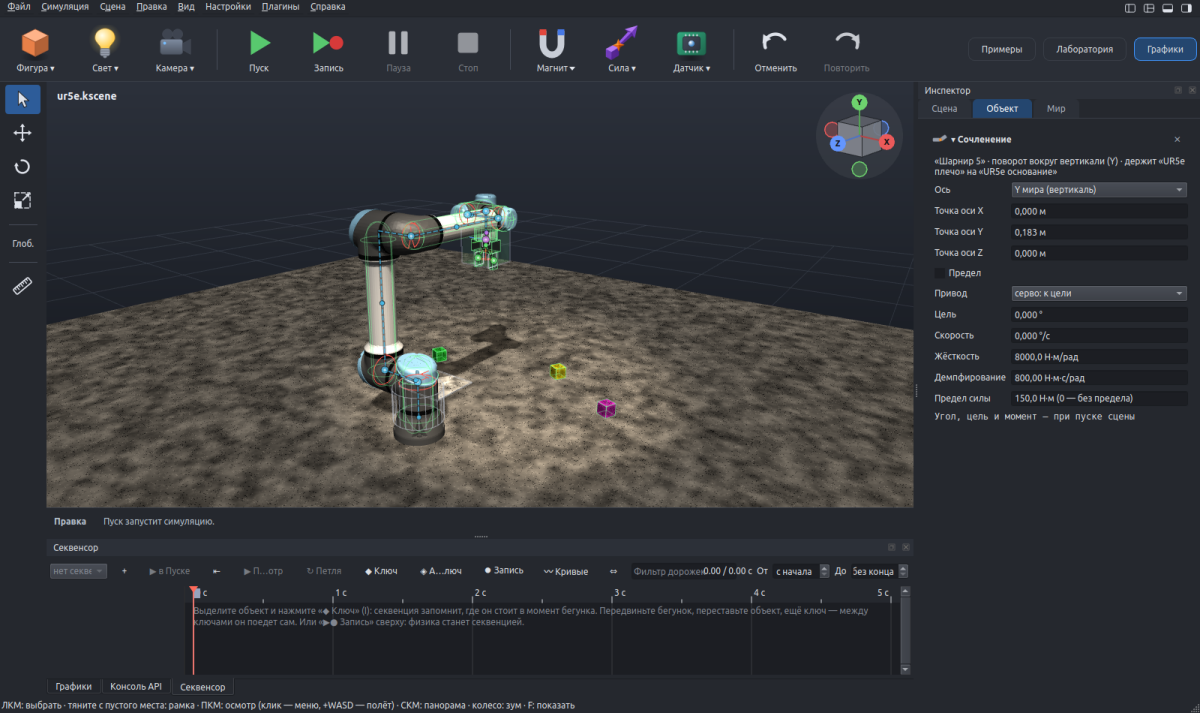 Файл Симуляция Сцена Правка Вид Настройки Плагины Справка
Фигура ▾ Свет ▾ Камера ▾ Пуск Запись Пауза Стоп Магнит ▾ Сила ▾ Датчик ▾ Отменить Повторить Примеры Лаборатория Графики
ur5e.kscene
Глоб.
Y
Z
X
Инспектор
Сцена Объект Мир
▾ Сочленение
«Шарнир 5» · поворот вокруг вертикали (Y) · держит «UR5e
плечо» на «UR5e основание»
Ось Y мира (вертикаль)
Точка оси X 0,000 м
Точка оси Y 0,183 м
Точка оси Z 0,000 м
Предел
Привод серво: к цели
Цель 0,000 °
Скорость 0,000 °/с
Жёсткость 8000,0 Н·м/рад
Демпфирование 800,00 Н·м·с/рад
Предел силы 150,0 Н·м (0 — без предела)
Угол, цель и момент — при пуске сцены
Правка Пуск запустит симуляцию.
Секвенсор
нет секве + ▶ в Пуске ⇤ ▶ П...отр ↻ Петля ◆ Ключ ◈ А...люч ● Запись 〰 Кривые ⇔ Фильтр дорожек 0.00 / 0.00 с От с начала До без конца
с 1 с 2 с 3 с 4 с 5 с
Выделите объект и нажмите «◆ Ключ» (I): секвенция запомнит, где он стоит в момент бегунка. Передвиньте бегунок, переставьте объект, ещё ключ — между
ключами он поедет сам. Или «▶● Запись» сверху: физика станет секвенцией.
Графики Консоль API Секвенсор
ЛКМ: выбрать · тяните с пустого места: рамка · ПКМ: осмотр (клик — меню, +WASD — полёт) · СКМ: панорама · колесо: зум · F: показать